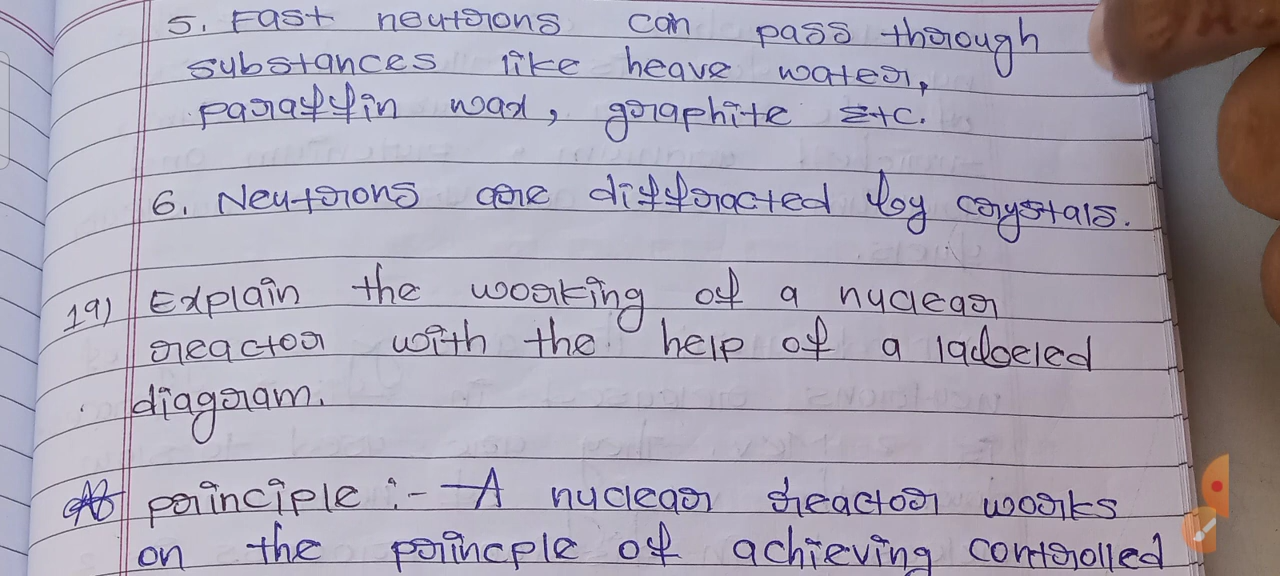 5. Fast neutrons can pass through
substances like heave water,
paraffin wax, graphite Etc.
6. Neutrons are diffracted by crystals.
19) Explain the working of a nuclear
reactor with the help of a labeled
diagram.
principle :- A nuclear reactor works
on the princple of achieving controlled